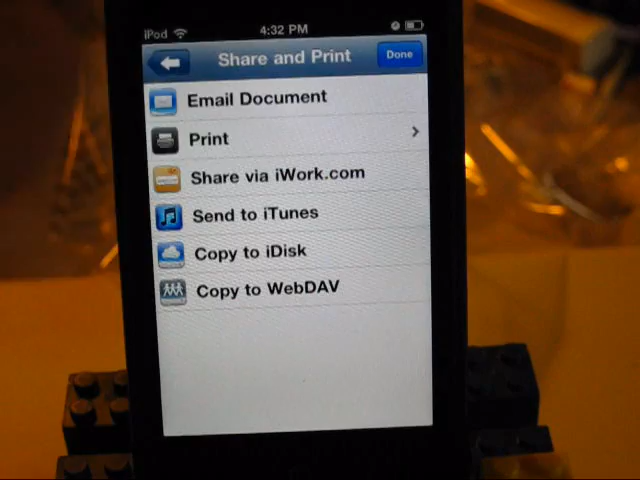 iPod 4:32 PM
Share and Print Done
Email Document
Print
Share via iWork.com
Send to iTunes
Copy to iDisk
Copy to WebDAV